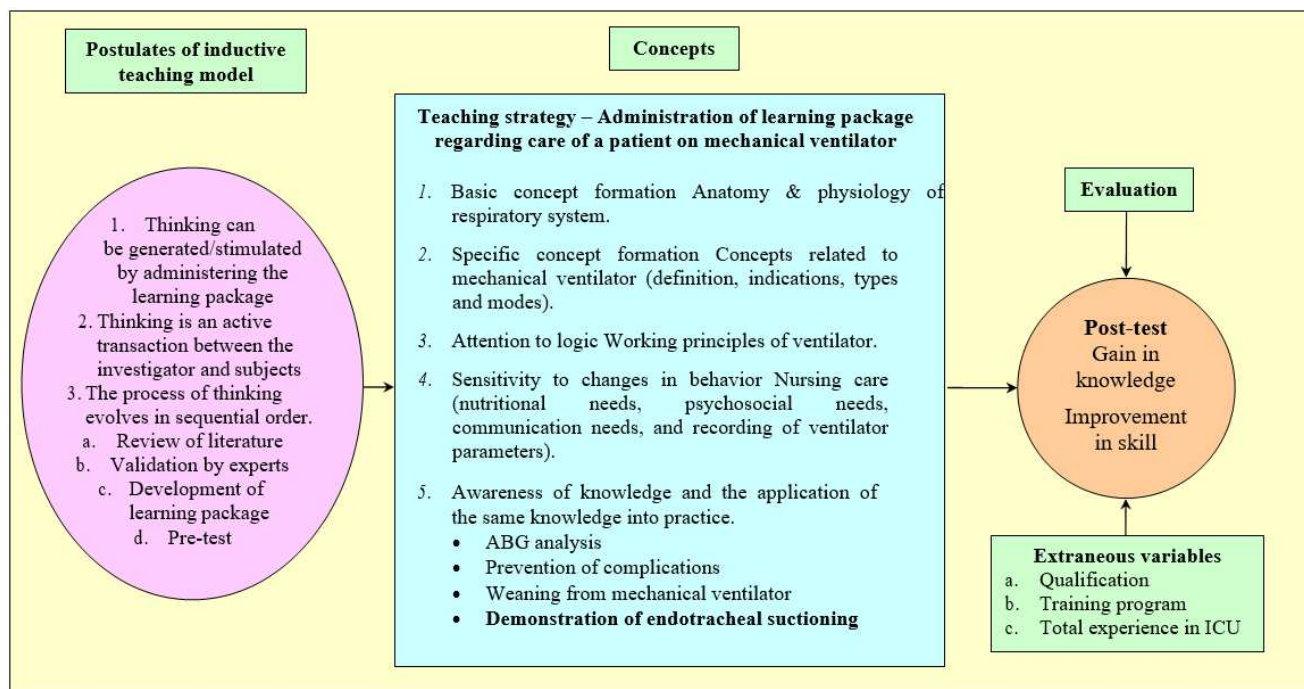 Postulates of inductive
teaching model
Concepts
Teaching strategy – Administration of learning package
regarding care of a patient on mechanical ventilator
1. Thinking can
be generated/stimulated
by administering the
learning package
2. Thinking is an active
transaction between the
investigator and subjects
3. The process of thinking
evolves in sequential order.
a. Review of literature
b. Validation by experts
c. Development of
learning package
d. Pre-test
1. Basic concept formation Anatomy & physiology of
respiratory system.
2. Specific concept formation Concepts related to
mechanical ventilator (definition, indications, types
and modes).
3. Attention to logic Working principles of ventilator.
4. Sensitivity to changes in behavior Nursing care
(nutritional needs, psychosocial needs,
communication needs, and recording of ventilator
parameters).
5. Awareness of knowledge and the application of
the same knowledge into practice.
• ABG analysis
• Prevention of complications
• Weaning from mechanical ventilator
• Demonstration of endotracheal suctioning
Evaluation
Post-test
Gain in
knowledge
Improvement
in skill
Extraneous variables
a. Qualification
b. Training program
c. Total experience in ICU